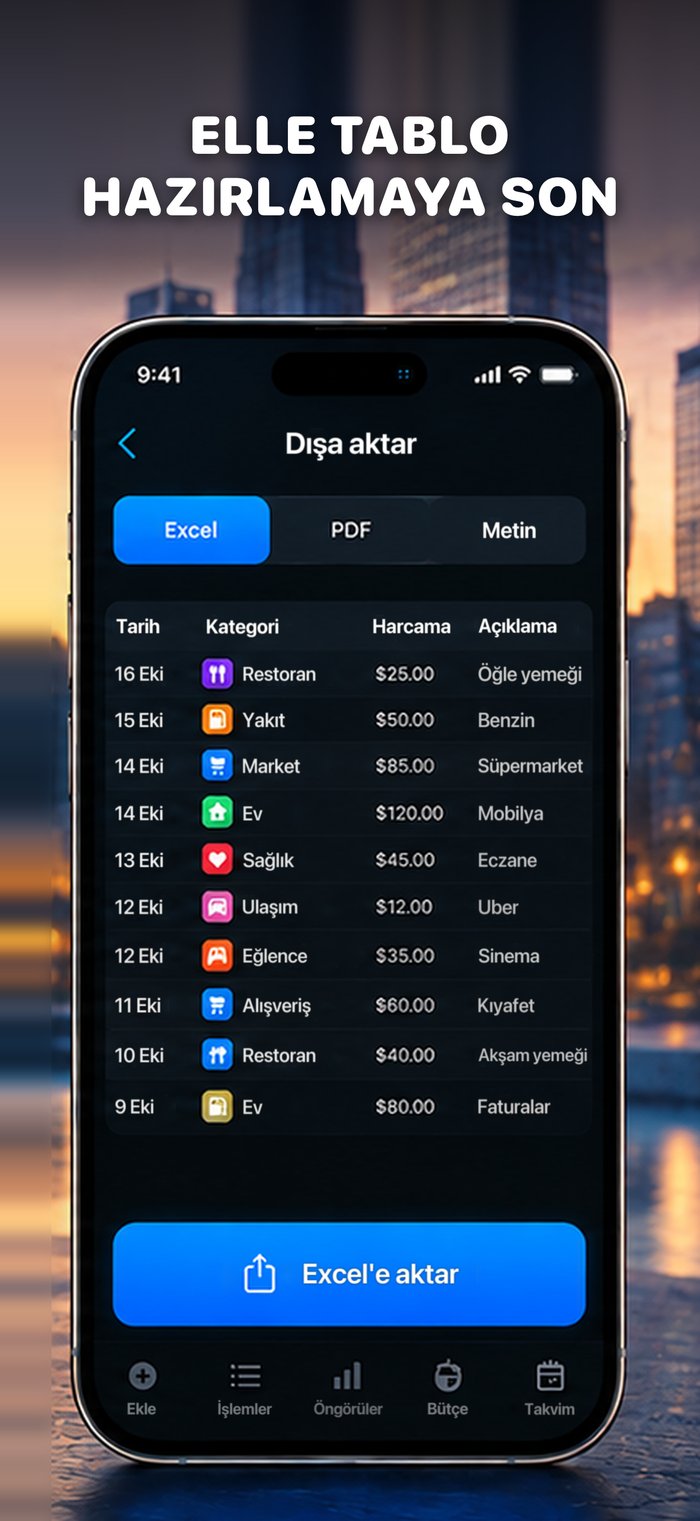 ELLE TABLO
HAZIRLAMAYA SON
9:41
Dışa aktar
Excel PDF Metin
Tarih Kategori Harcama Açıklama
16 Eki Restoran $25.00 Öğle yemeği
15 Eki Yakıt $50.00 Benzin
14 Eki Market $85.00 Süpermarket
14 Eki Ev $120.00 Mobilya
13 Eki Sağlık $45.00 Eczane
12 Eki Ulaşım $12.00 Uber
12 Eki Eğlence $35.00 Sinema
11 Eki Alışveriş $60.00 Kıyafet
10 Eki Restoran $40.00 Akşam yemeği
9 Eki Ev $80.00 Faturalar
Excel'e aktar
Ekle İşlemler Öngörüler Bütçe Takvim